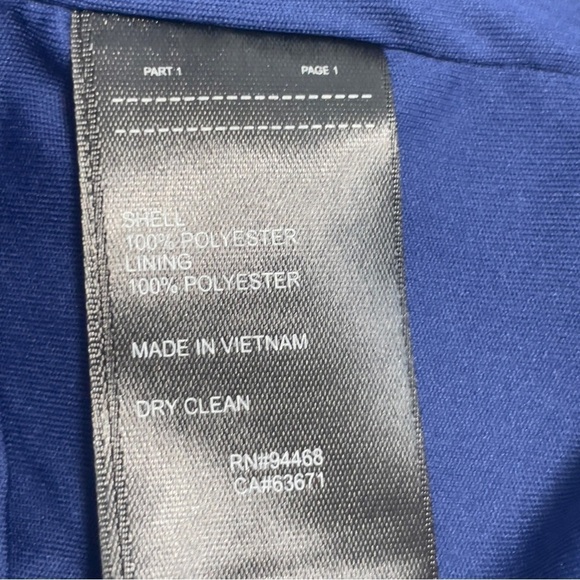 PART 1 PAGE 1
SHELL
100% POLYESTER
LINING
100% POLYESTER
MADE IN VIETNAM
DRY CLEAN
RN#94468
CA#63671